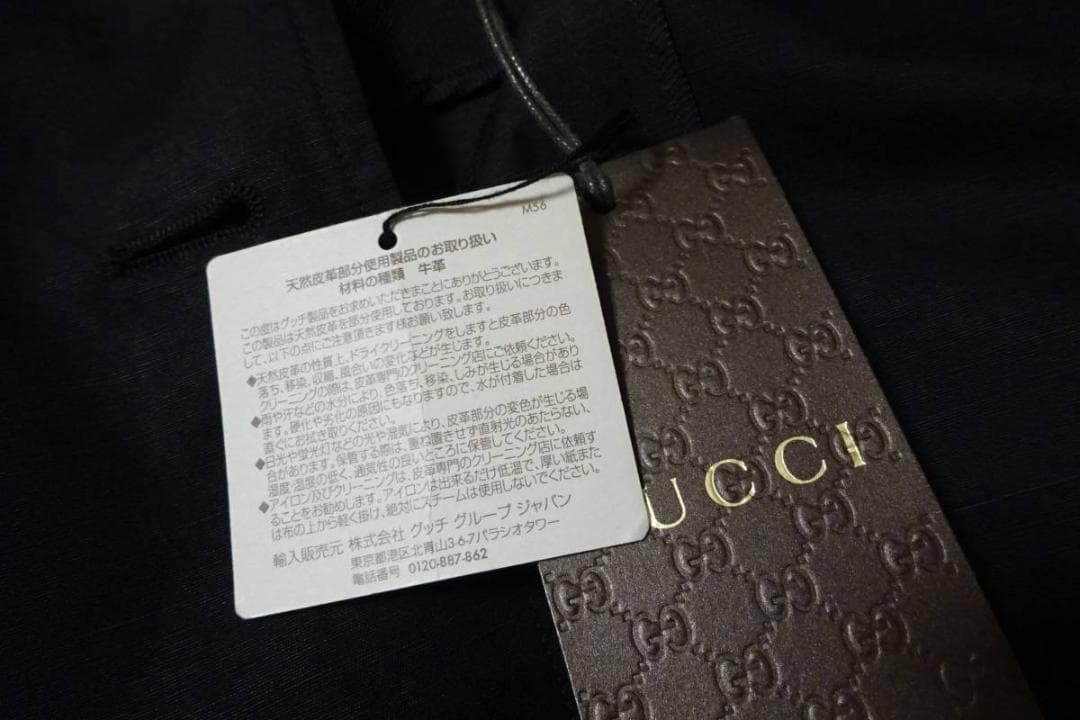 M56
天然皮革部分使用製品のお取り扱い
材料の種類 牛革
この度はグッチ製品をお求めいただきまことにありがとうございます。
この製品は天然皮革を部分使用しております。お取り扱いにつきま
して、以下の点にご注意頂きます様お願い致します。
◆天然皮革の性質上、ドライクリーニングをしますと皮革部分の色
落ち、移染、収縮、風合いの変化などが生じます。
クリーニングの際は、皮革専門のクリーニング店にご依頼ください。
◆雨や汗などの水分により、色落ち、移染、しみが生じる場合があり
ます。硬化や劣化の原因にもなりますので、水が付着した場合は
直ぐにお拭き取りください。
◆日光や蛍光灯などの光や湿気により、皮革部分の変色が生じる場
合があります。保管する際は、重ね置きせず直射光のあたらない、
湿度 温度の低く、通気性の良いところに保管してください。
◆アイロン及びクリーニングは、皮革専門のクリーニング店に依頼す
ることをお勧めします。アイロンは出来るだけ低温で、厚い紙また
は布の上から軽く掛け、絶対にスチームは使用しないでください。
輸入販売元 株式会社 グッチ グループ ジャパン
東京都港区北青山3-6-7パラシオタワー
電話番号 0120-887-862
UCCI